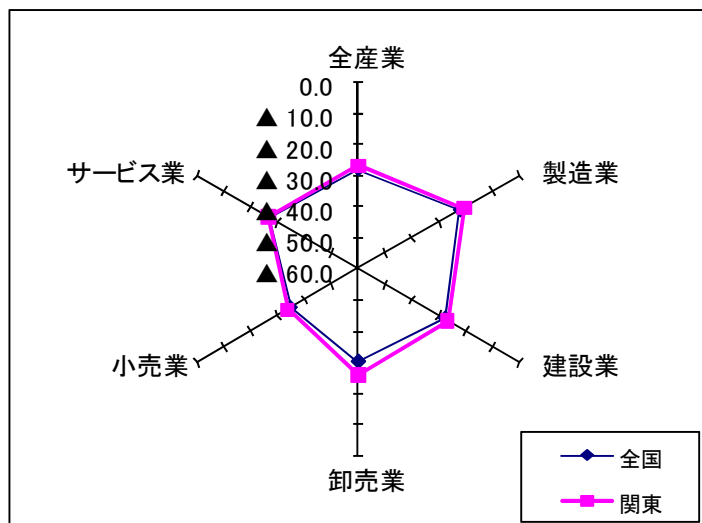 全産業
0.0
▲ 10.0
▲ 20.0
▲ 30.0
▲ 40.0
▲ 50.0
▲ 60.0
サービス業
製造業
小売業
建設業
卸売業
全国
関東